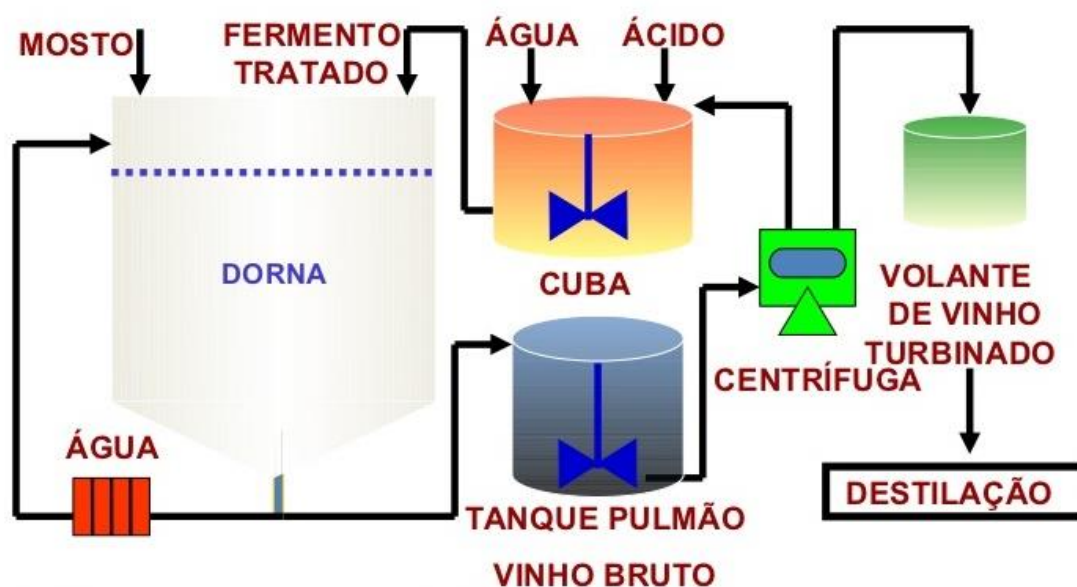 MOSTO
FERMENTO
TRATADO
ÁGUA
ÁCIDO
DORNA
CUBA
VOLANTE
DE VINHO
TURBINADO
CENTRÍFUGA
ÁGUA
TANQUE PULMÃO
VINHO BRUTO
DESTILAÇÃO